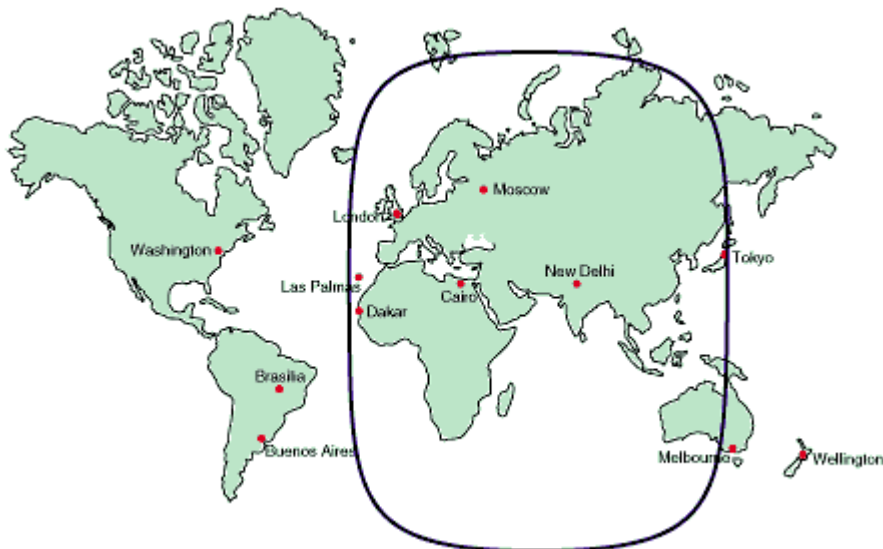 Moscow
London
Washington
Tokyo
New Delhi
Las Palmas
Cairo
Dakar
Brasilia
Buenos Aires
Melbourne
Wellington